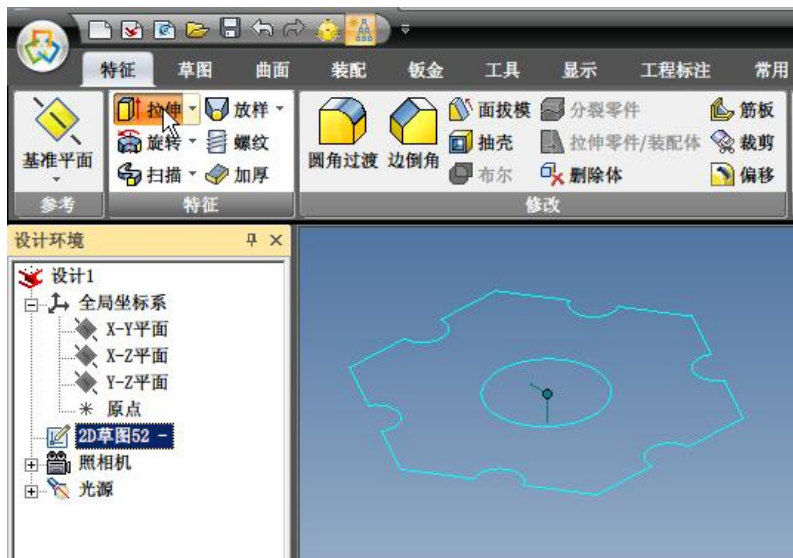 特征 草图 曲面 装配 钣金 工具 显示 工程标注 常用
拉伸 放样 面拔模 分裂零件 筋板
旋转 螺纹 抽壳 拉伸零件/装配体 裁剪
基准平面 扫描 加厚 圆角过渡 边倒角 布尔 删除体 偏移
参考 特征 修改
设计环境
设计1
全局坐标系
X-Y平面
X-Z平面
Y-Z平面
原点
2D草图52 -
照相机
光源